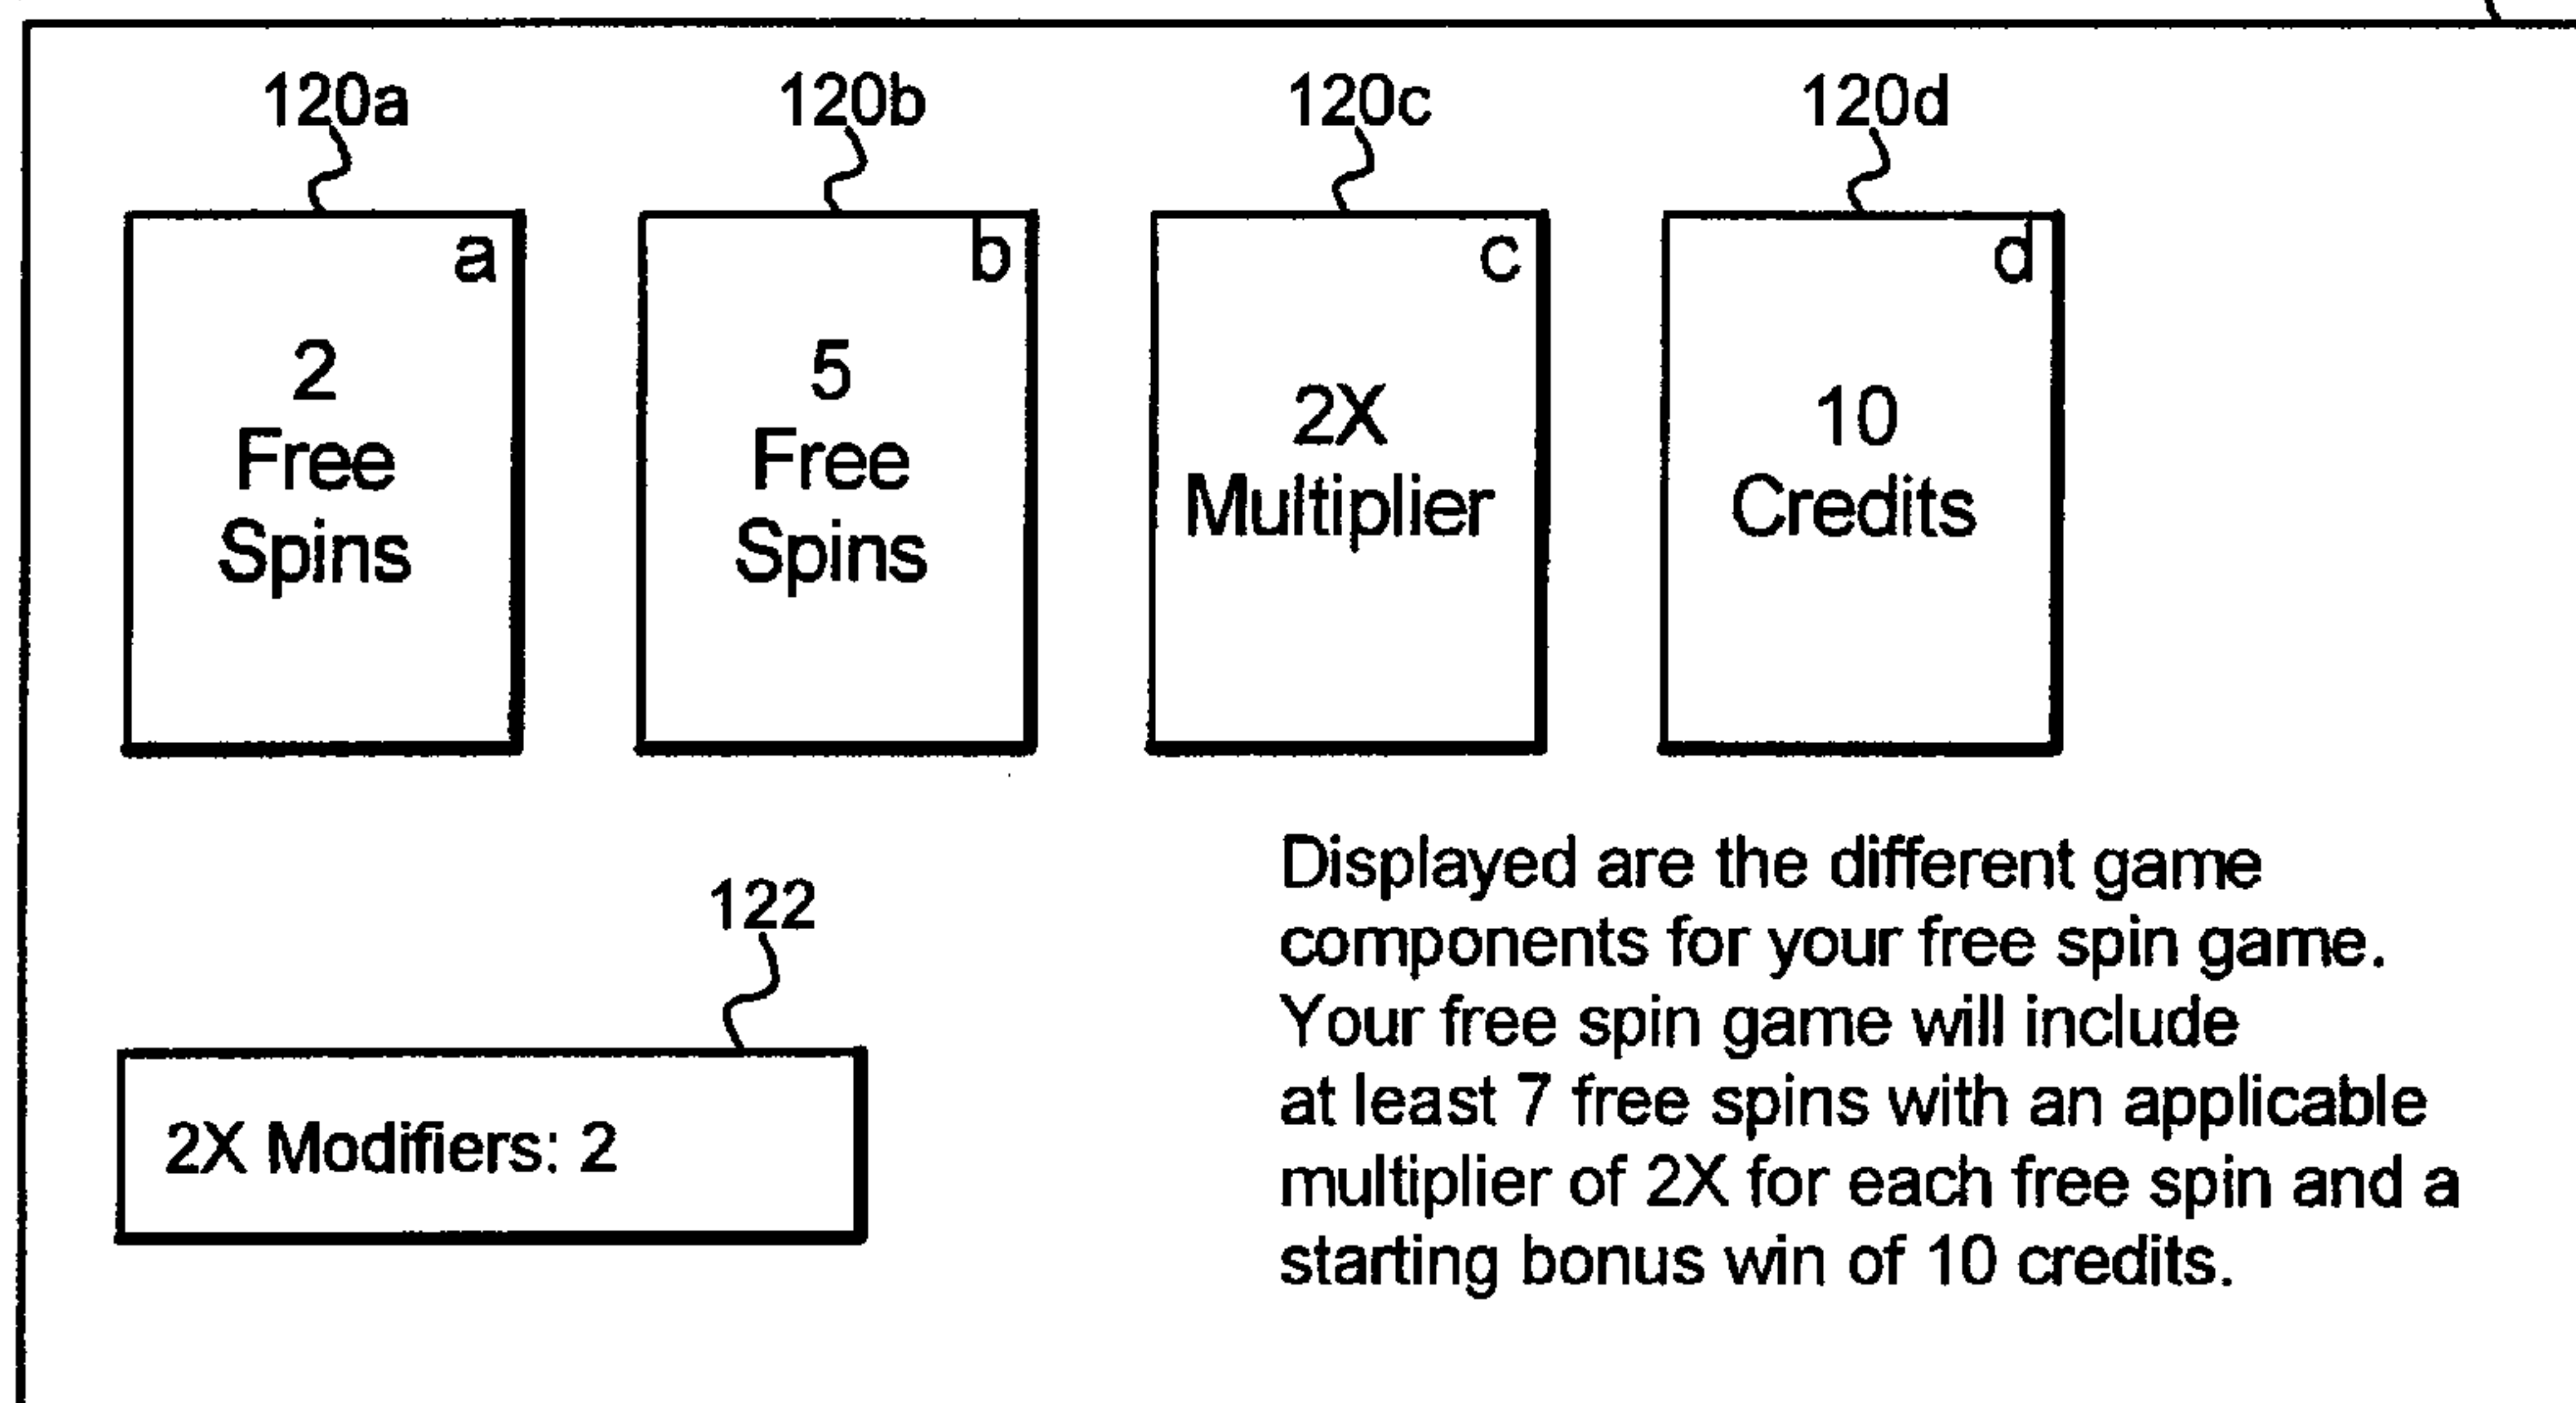 120a 120b 120c 120d
a b c d
2 5 2X 10
Free Free Multiplier Credits
Spins Spins
122
2X Modifiers: 2
Displayed are the different game
components for your free spin game.
Your free spin game will include
at least 7 free spins with an applicable
multiplier of 2X for each free spin and a
starting bonus win of 10 credits.